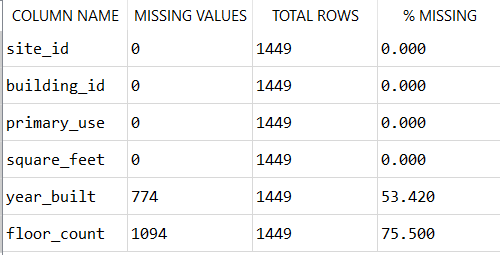 COLUMN NAME MISSING VALUES TOTAL ROWS % MISSING
site_id 0 1449 0.000
building_id 0 1449 0.000
primary_use 0 1449 0.000
square_feet 0 1449 0.000
year_built 774 1449 53.420
floor_count 1094 1449 75.500